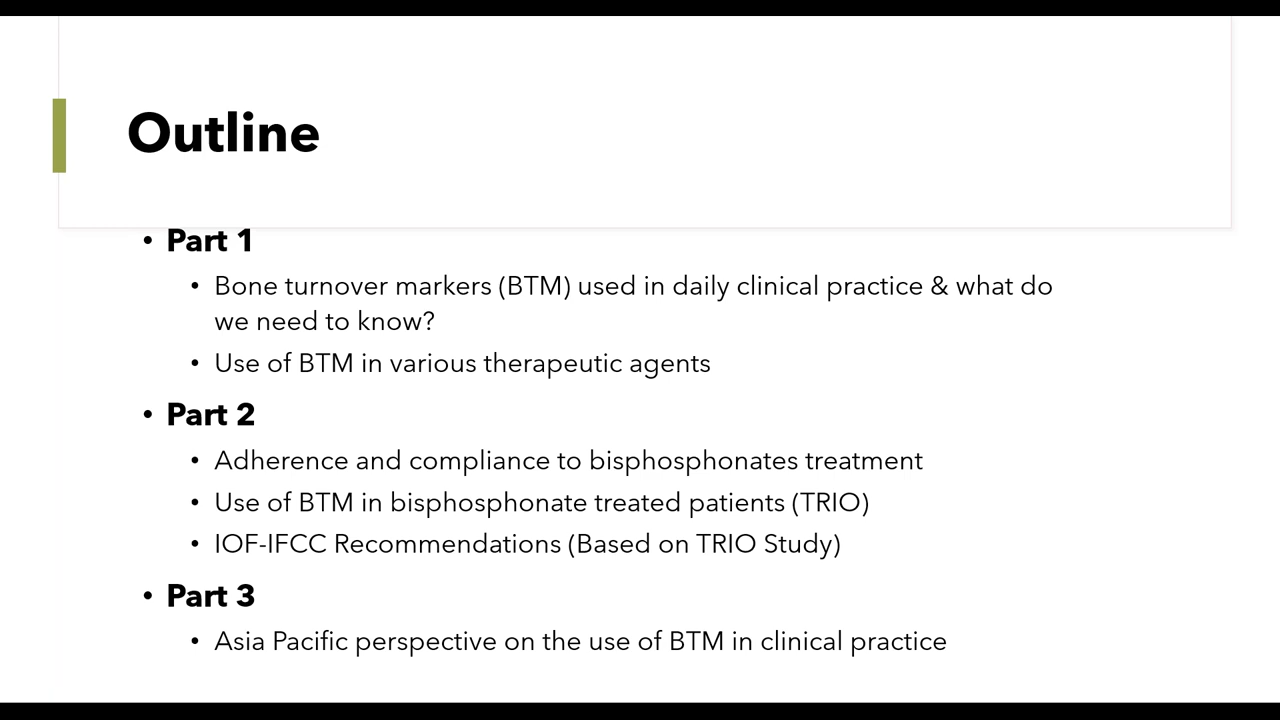 Outline
• Part 1
• Bone turnover markers (BTM) used in daily clinical practice & what do
we need to know?
• Use of BTM in various therapeutic agents
• Part 2
• Adherence and compliance to bisphosphonates treatment
• Use of BTM in bisphosphonate treated patients (TRIO)
• IOF-IFCC Recommendations (Based on TRIO Study)
• Part 3
• Asia Pacific perspective on the use of BTM in clinical practice